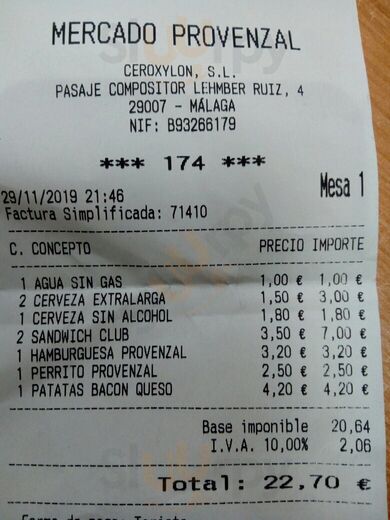 MERCADO PROVENZAL
CEROXYLON, S.L.
PASAJE COMPOSITOR LEHMBER RUIZ, 4
29007 - MÁLAGA
NIF: B93266179
*** 174 ***
Mesa 1
29/11/2019 21:46
Factura Simplificada: 71410
C. CONCEPTO PRECIO IMPORTE
1 AGUA SIN GAS 1,00 € 1,00 €
2 CERVEZA EXTRALARGA 1,50 € 3,00 €
1 CERVEZA SIN ALCOHOL 1,80 € 1,80 €
2 SANDWICH CLUB 3,50 € 7,00 €
1 HAMBURGUESA PROVENZAL 3,20 € 3,20 €
1 PERRITO PROVENZAL 2,50 € 2,50 €
1 PATATAS BACON QUESO 4,20 € 4,20 €
Base imponible 20,64
I.V.A. 10,00% 2,06
Total: 22,70 €